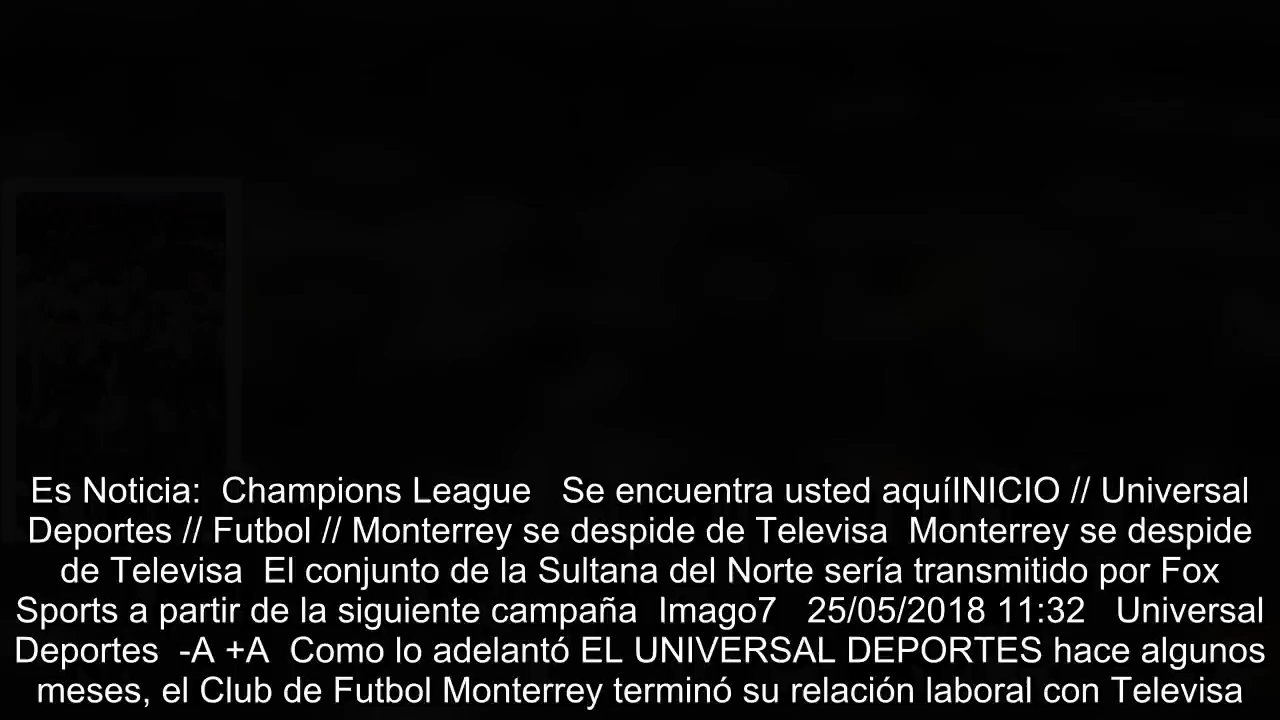 Es Noticia:  Champions League   Se encuentra usted aquíINICIO // Universal
Deportes // Futbol // Monterrey se despide de Televisa  Monterrey se despide
de Televisa  El conjunto de la Sultana del Norte sería transmitido por Fox
Sports a partir de la siguiente campaña  Imago7   25/05/2018 11:32   Universal
Deportes  -A +A  Como lo adelantó EL UNIVERSAL DEPORTES hace algunos
meses, el Club de Futbol Monterrey terminó su relación laboral con Televisa